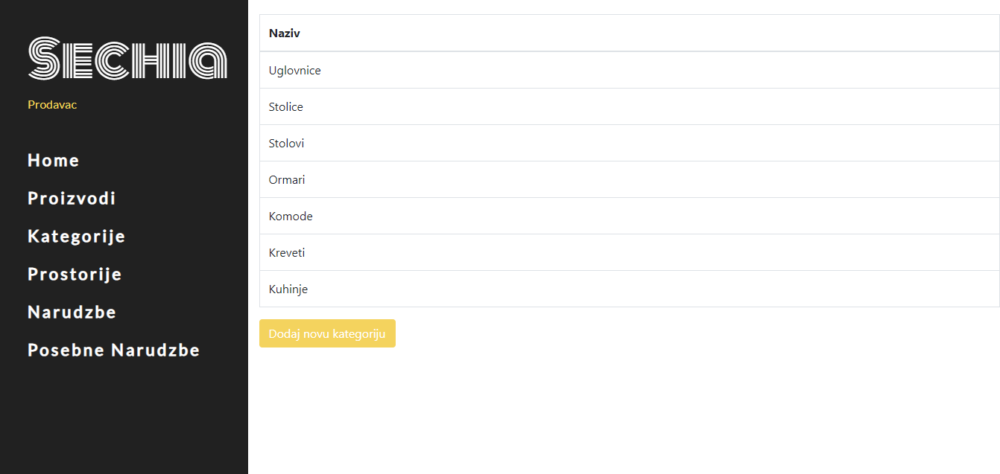 Sechia
Prodavac
Home
Proizvodi
Kategorije
Prostorije
Narudzbe
Posebne Narudzbe
Naziv
Uglovnice
Stolice
Stolovi
Ormari
Komode
Kreveti
Kuhinje
Dodaj novu kategoriju